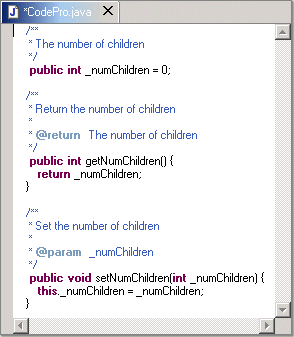 *CodePro.java
/**
* The number of children
*/
public int _numChildren = 0;
/**
* Return the number of children
*
* @return The number of children
*/
public int getNumChildren() {
return _numChildren;
}
/**
* Set the number of children
*
* @param _numChildren
*/
public void setNumChildren(int _numChildren) {
this._numChildren = _numChildren;
}